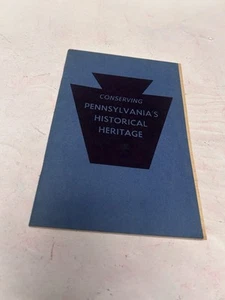 CONSERVING
PENNSYLVANIA'S
HISTORICAL
HERITAGE